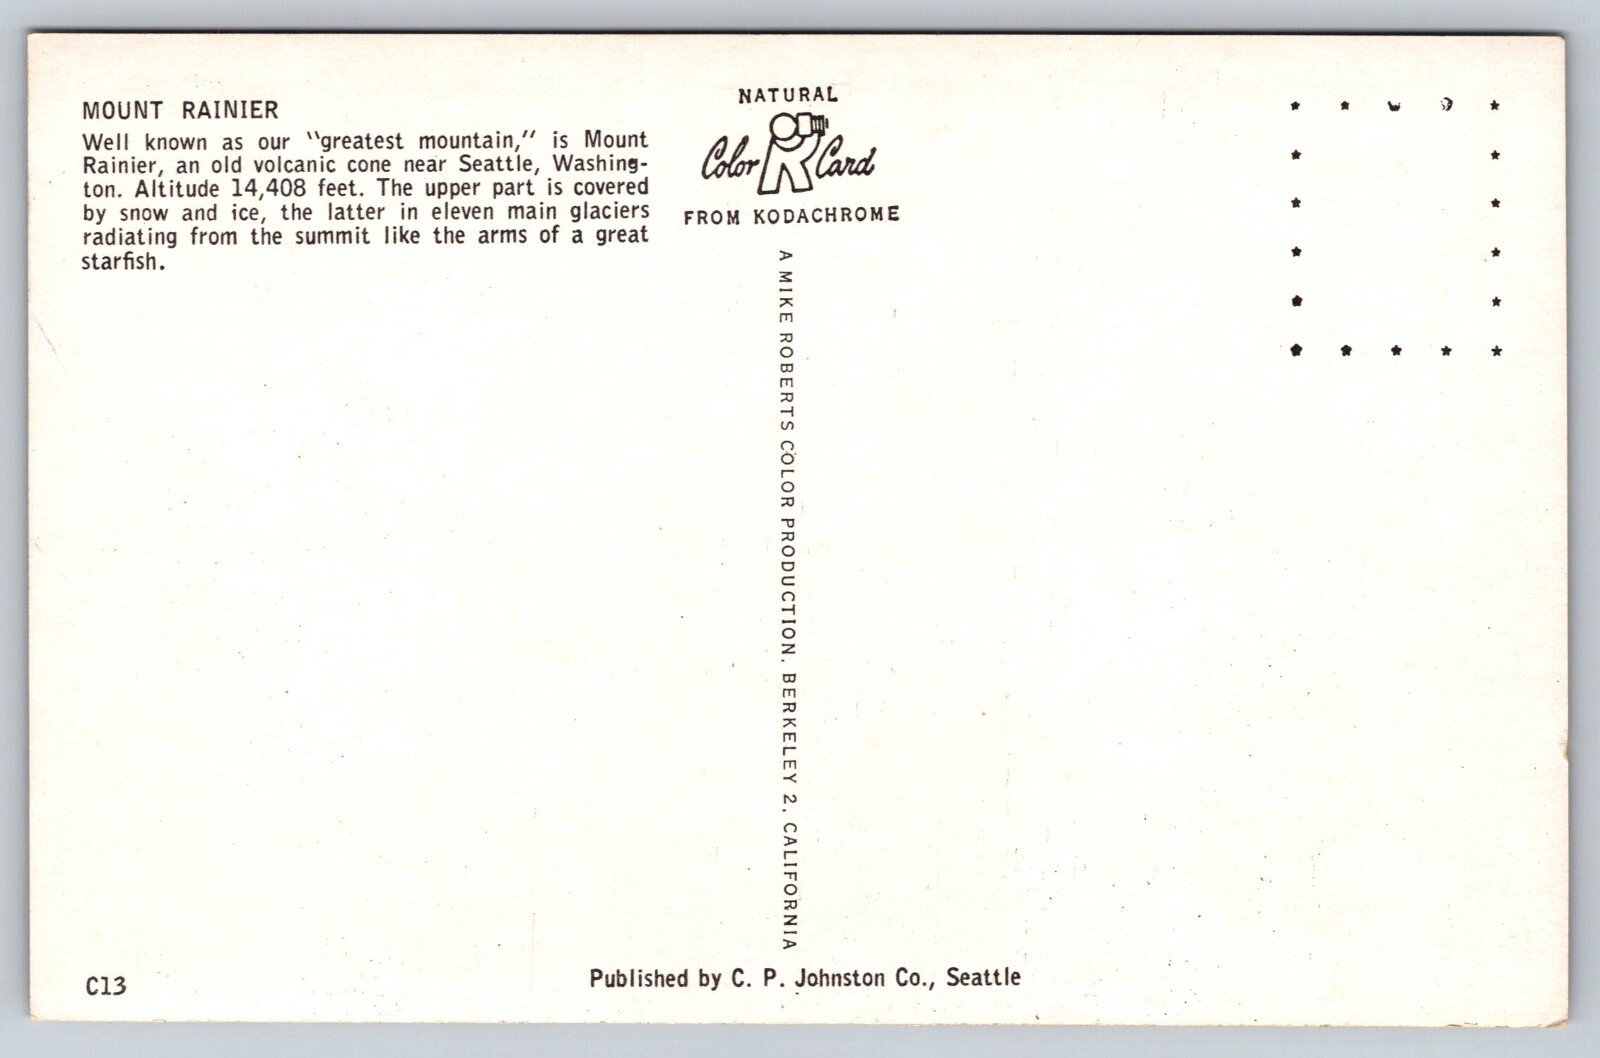 MOUNT RAINIER
Well known as our "greatest mountain," is Mount
Rainier, an old volcanic cone near Seattle, Washing-
ton. Altitude 14,408 feet. The upper part is covered
by snow and ice, the latter in eleven main glaciers
radiating from the summit like the arms of a great
starfish.
NATURAL
Color Card
FROM KODACHROME
A MIKE ROBERTS COLOR PRODUCTION. BERKELEY 2, CALIFORNIA
C13
Published by C. P. Johnston Co., Seattle